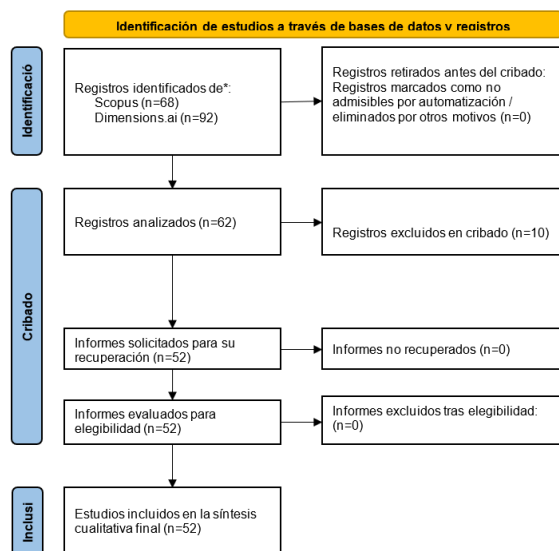 Identificación de estudios a través de bases de datos y registros
Identificació
Registros identificados de*:
Scopus (n=68)
Dimensions.ai (n=92)
Registros retirados antes del cribado:
Registros marcados como no
admisibles por automatización /
eliminados por otros motivos (n=0)
Cribado
Registros analizados (n=62)
Registros excluidos en cribado (n=10)
Informes solicitados para su
recuperación (n=52)
Informes no recuperados (n=0)
Informes evaluados para
elegibilidad (n=52)
Informes excluidos tras elegibilidad:
(n=0)
Inclusi
Estudios incluidos en la síntesis
cualitativa final (n=52)